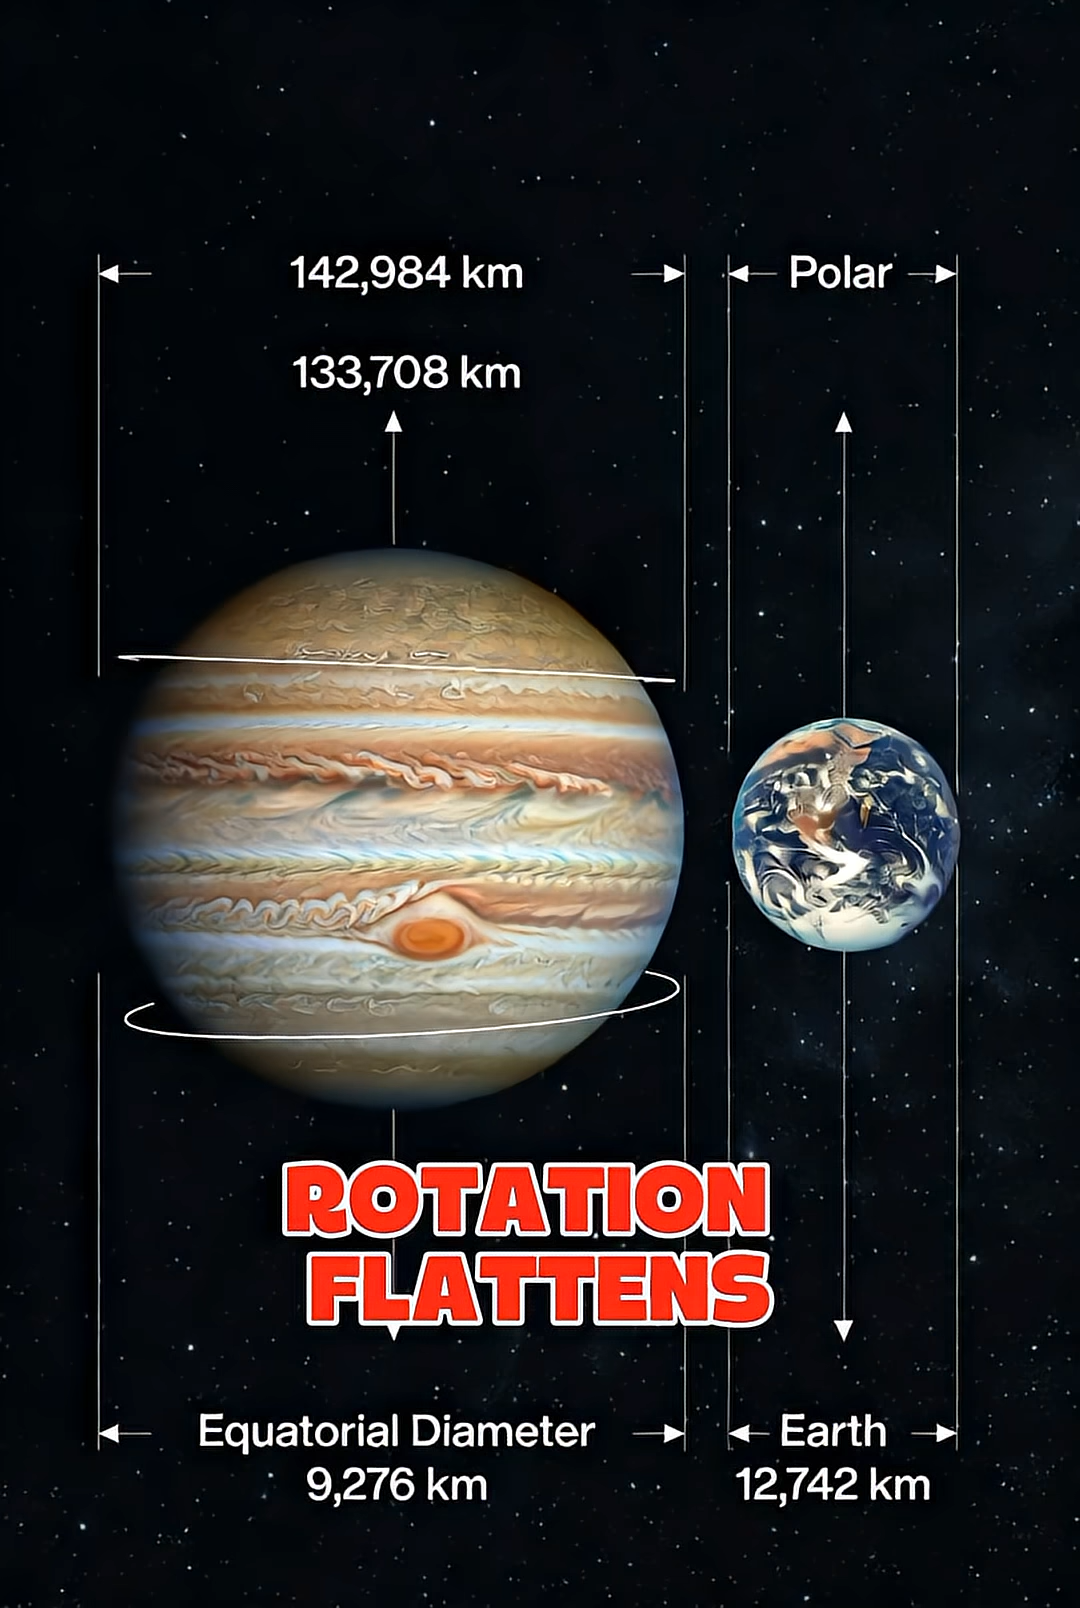 142,984 km
Polar
133,708 km
ROTATION
FLATTENS
Equatorial Diameter
9,276 km
Earth
12,742 km